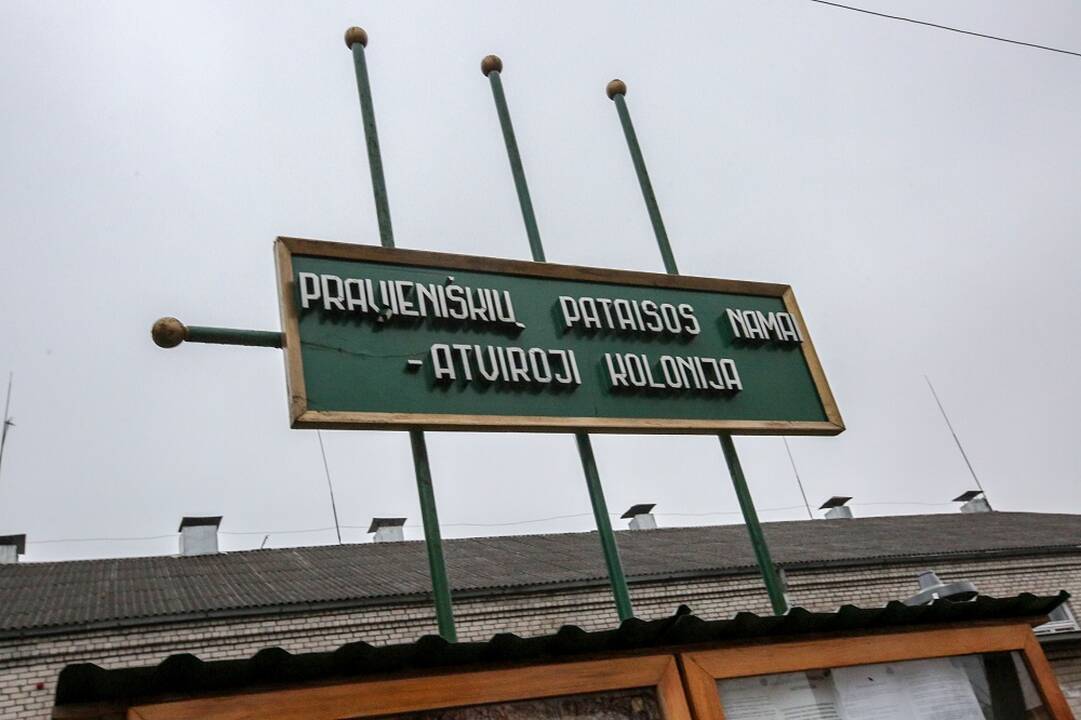 PRAVIENIŠKIŲ PATAISOS NAMAI
- ATVIROJI KOLONIJA